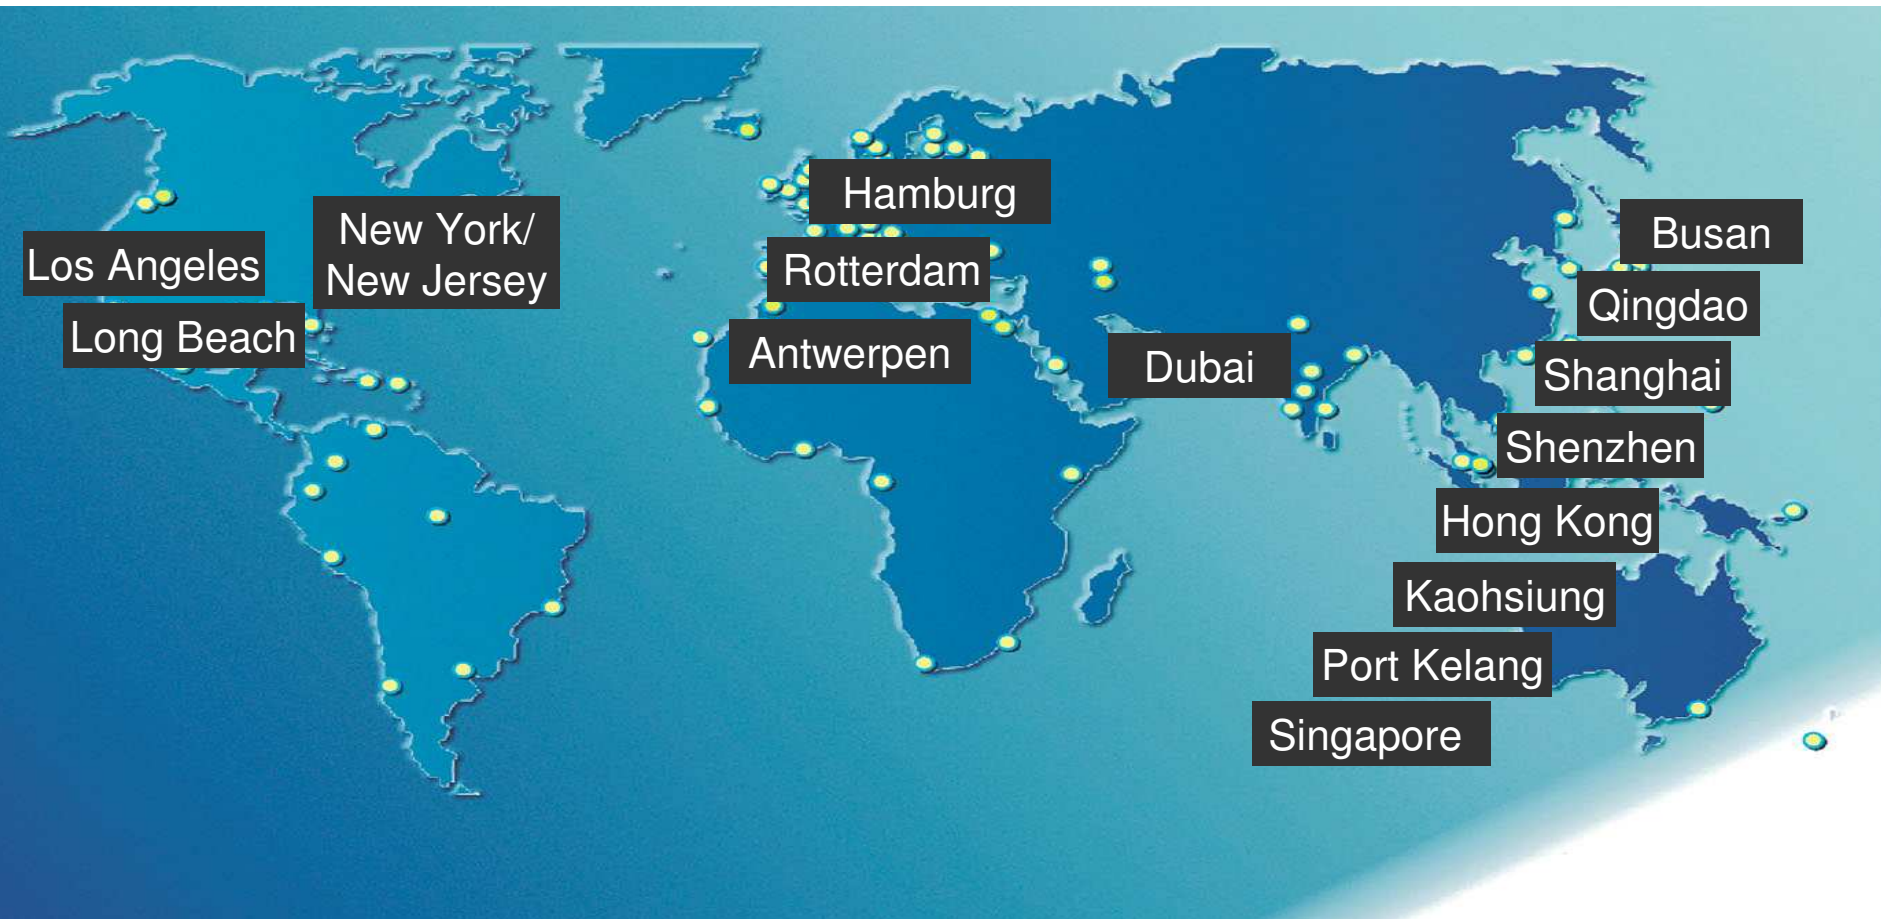 Los Angeles
Long Beach
New York/
New Jersey
Hamburg
Rotterdam
Antwerpen
Dubai
Busan
Qingdao
Shanghai
Shenzhen
Hong Kong
Kaohsiung
Port Kelang
Singapore